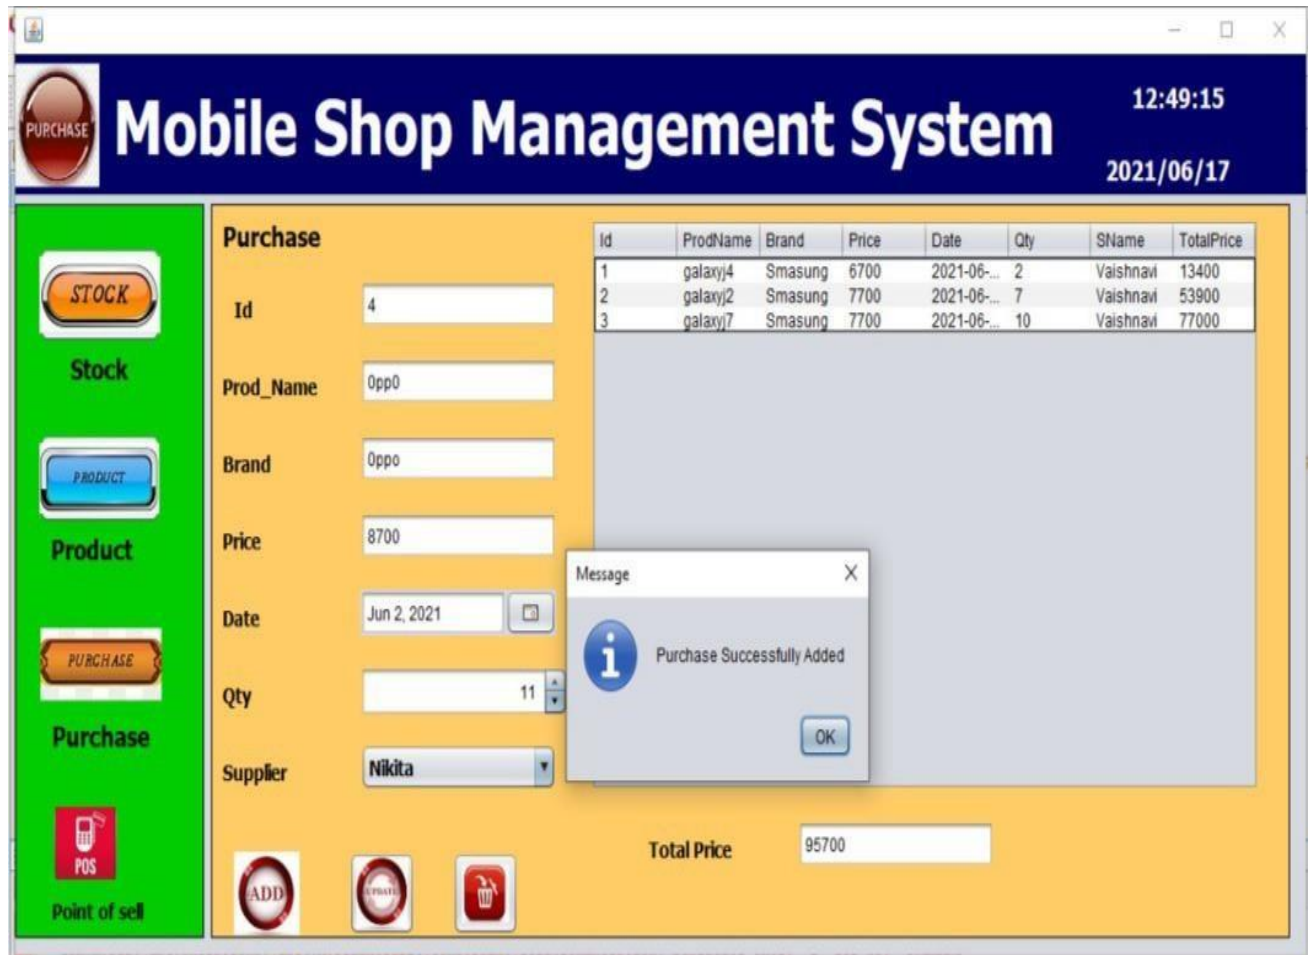 PURCHASE
Mobile Shop Management System
12:49:15
2021/06/17
STOCK
Stock
PRODUCT
Product
PURCHASE
Purchase
POS
Point of sell
Purchase
Id 4
Prod_Name 0pp0
Brand 0ppo
Price 8700
Date Jun 2, 2021
Qty 11
Supplier Nikita
ADD UPDATE
Id ProdName Brand Price Date Qty SName TotalPrice
1 galaxyj4 Smasung 6700 2021-06-... 2 Vaishnavi 13400
2 galaxyj2 Smasung 7700 2021-06-... 7 Vaishnavi 53900
3 galaxyj7 Smasung 7700 2021-06-... 10 Vaishnavi 77000
Message X
Purchase Successfully Added
OK
Total Price 95700